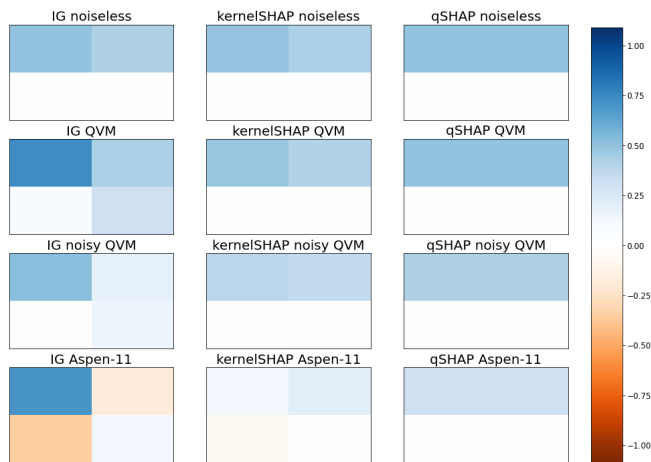 IG noiseless
kernelSHAP noiseless
qSHAP noiseless
IG QVM
kernelSHAP QVM
qSHAP QVM
IG noisy QVM
kernelSHAP noisy QVM
qSHAP noisy QVM
IG Aspen-11
kernelSHAP Aspen-11
qSHAP Aspen-11
1.00
0.75
0.50
0.25
0.00
−0.25
−0.50
−0.75
−1.00